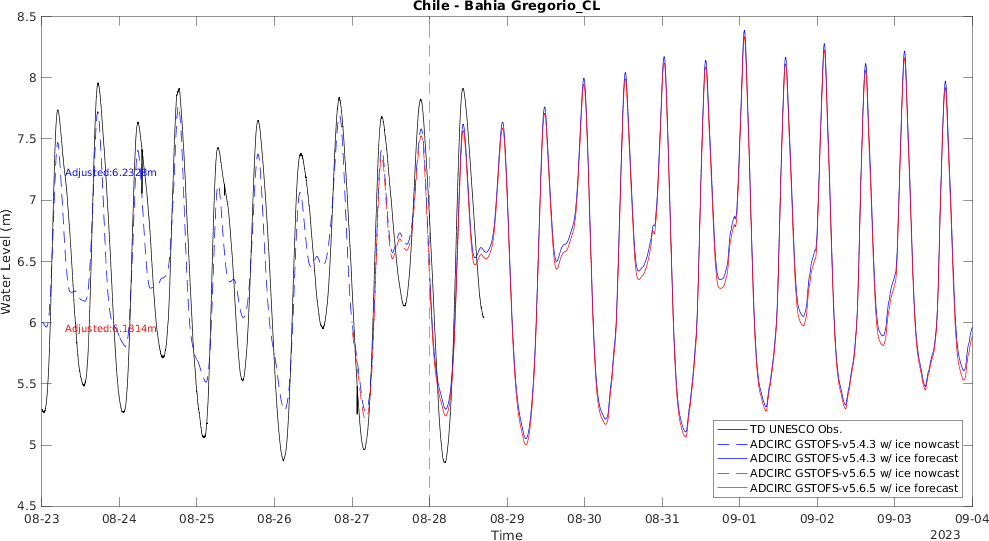 Chile - Bahia Gregorio_CL
Water Level (m)
8.5
8
7.5
7
6.5
6
5.5
5
4.5
Adjusted:6.2328m
Adjusted:6.1314m
TD UNESCO Obs.
ADCIRC GSTOFS-v5.4.3 w/ ice nowcast
ADCIRC GSTOFS-v5.4.3 w/ ice forecast
ADCIRC GSTOFS-v5.6.5 w/ ice nowcast
ADCIRC GSTOFS-v5.6.5 w/ ice forecast
08-23 08-24 08-25 08-26 08-27 08-28 08-29 08-30 08-31 09-01 09-02 09-03 09-04
Time
2023